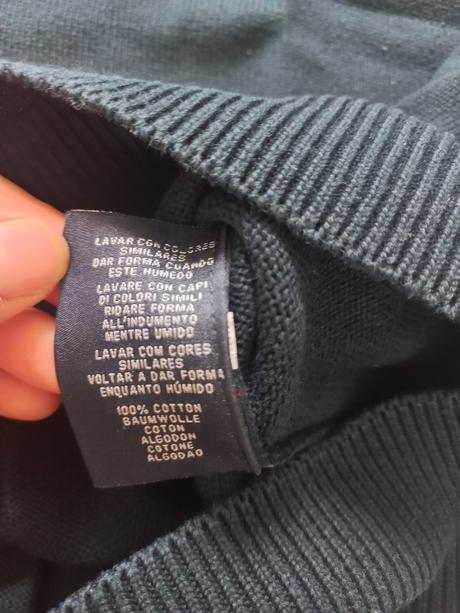 LAVAR CON COLORES
SIMILARES
DAR FORMA CUANDO
ESTE HUMEDO
LAVARE CON CAPI
DI COLORI SIMILI
RIDARE FORMA
ALL'INDUMENTO
MENTRE UMIDO
LAVAR COM CORES
SIMILARES
VOLTAR A DAR FORMA
ENQUANTO HÚMIDO
100% COTTON
BAUMWOLLE
COTON
ALGODON
COTONE
ALGODAO